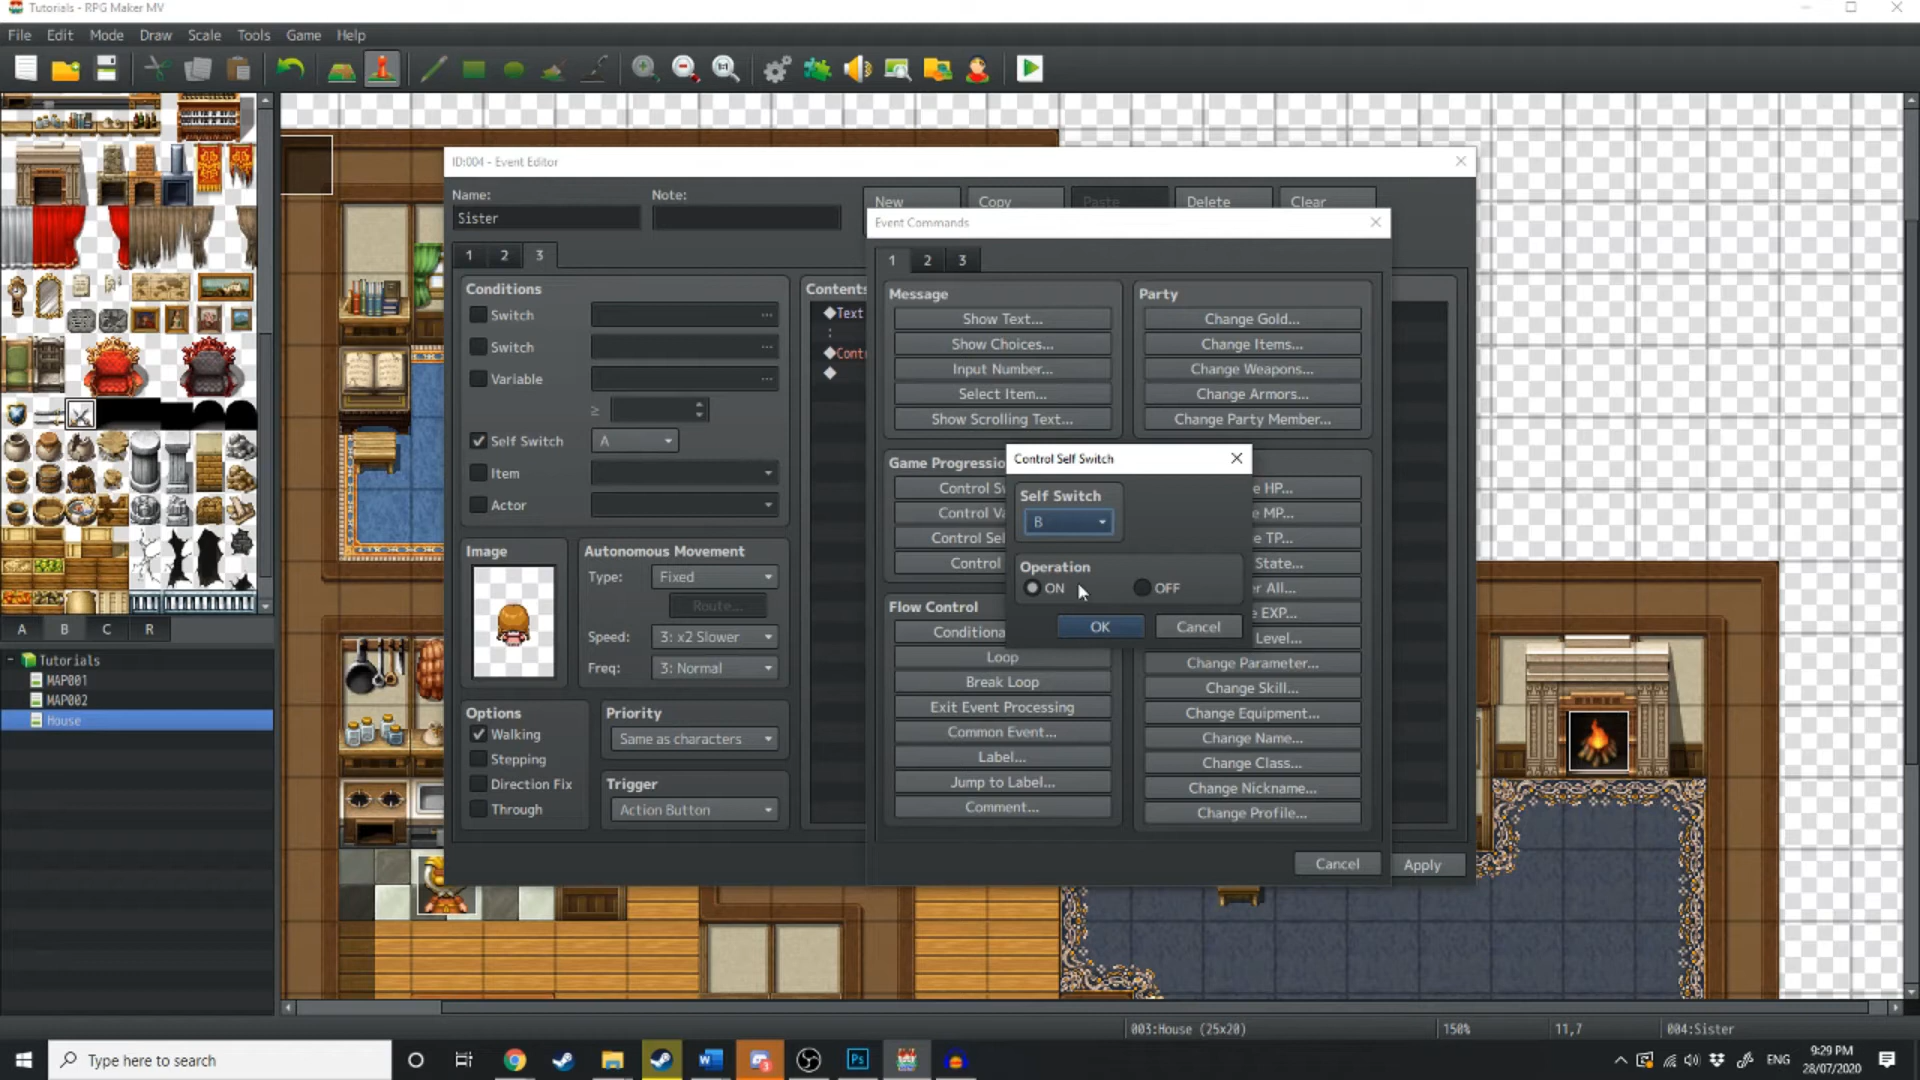 Tutorials - RPG Maker MV
File Edit Mode Draw Scale Tools Game Help
ID:004 - Event Editor
Name:
Note:
Sister
New
Copy
Paste
Delete
Clear
1 2 3
Conditions
Switch
Switch
Variable
≥
Self Switch
A
Item
Actor
Image
Autonomous Movement
Type:
Fixed
Route...
Speed:
3: x2 Slower
Freq:
3: Normal
Options
Walking
Stepping
Direction Fix
Through
Priority
Same as characters
Trigger
Action Button
Contents
◆Text
:
◆Cont
◆
Apply
Event Commands
1 2 3
Message
Show Text...
Show Choices...
Input Number...
Select Item...
Show Scrolling Text...
Party
Change Gold...
Change Items...
Change Weapons...
Change Armors...
Change Party Member...
Game Progressio
Control Sw
Control Va
Control Sel
Control
Flow Control
Conditiona
Loop
Break Loop
Exit Event Processing
Common Event...
Label...
Jump to Label...
Comment...
e HP...
e MP...
e TP...
State...
r All...
e EXP...
Level...
Change Parameter...
Change Skill...
Change Equipment...
Change Name...
Change Class...
Change Nickname...
Change Profile...
Cancel
Control Self Switch
Self Switch
B
Operation
ON
OFF
OK
Cancel
A B C R
Tutorials
MAP001
MAP002
House
003:House (25x20)
150%
11,7
004:Sister
Type here to search
ENG
9:29 PM
28/07/2020